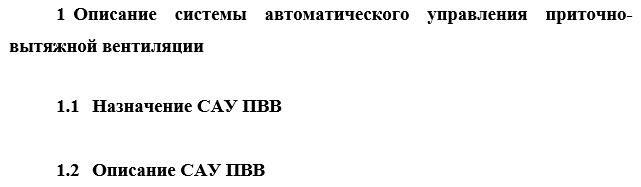 1 Описание системы автоматического управления приточно-
вытяжной вентиляции
1.1 Назначение САУ ПВВ
1.2 Описание САУ ПВВ